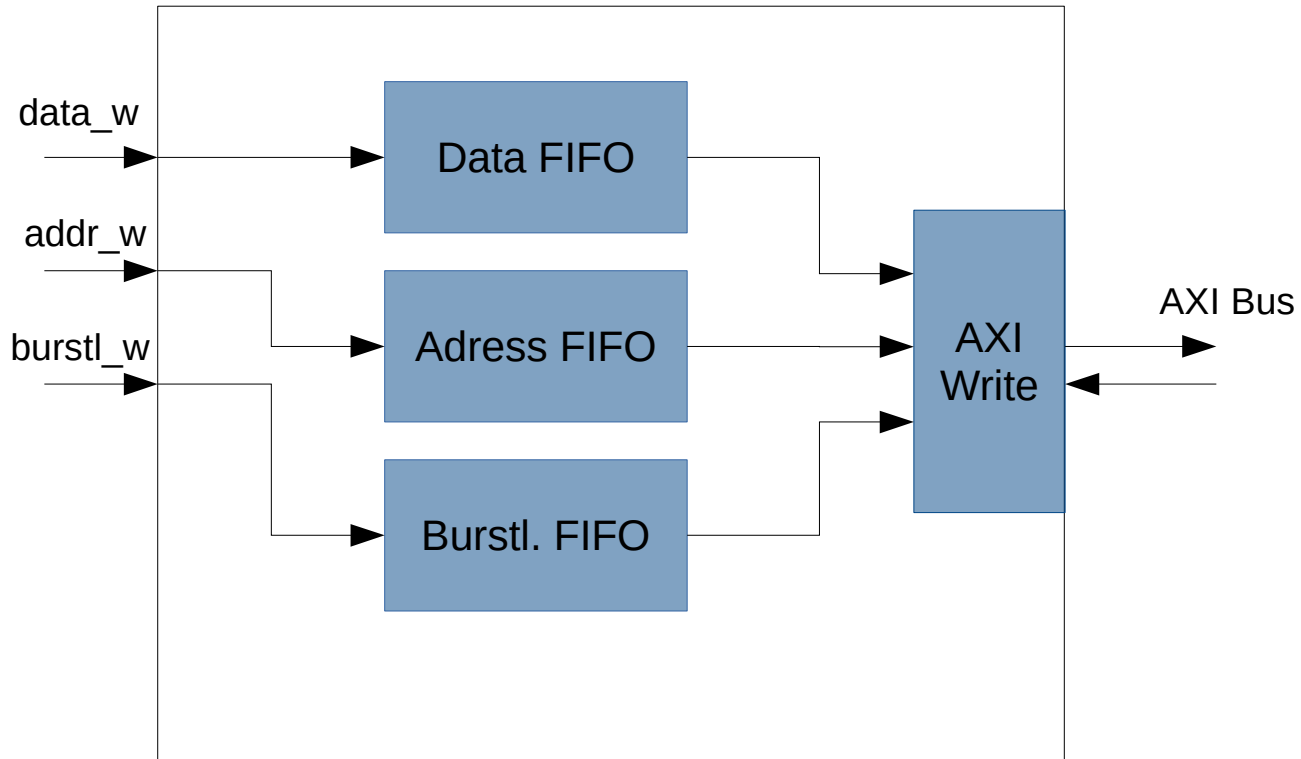 data_w
Data FIFO
addr_w
Adress FIFO
burstl_w
Burstl. FIFO
AXI
Write
AXI Bus